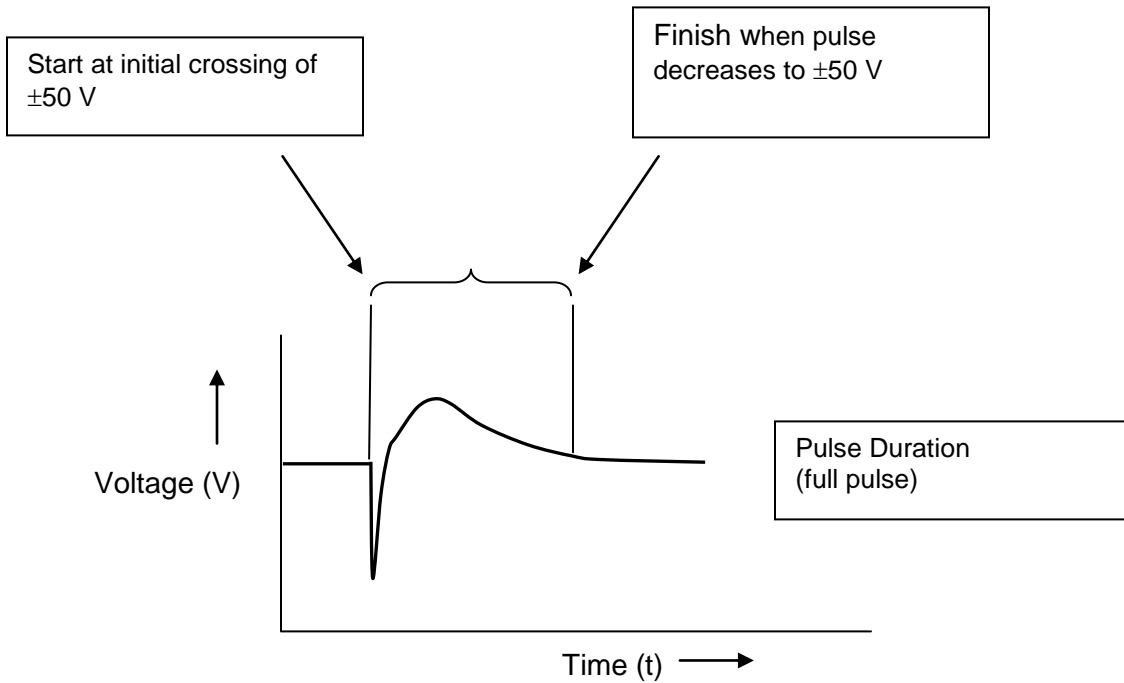 Start at initial crossing of
±50 V
Finish when pulse
decreases to ±50 V
Voltage (V)
Pulse Duration
(full pulse)
Time (t)